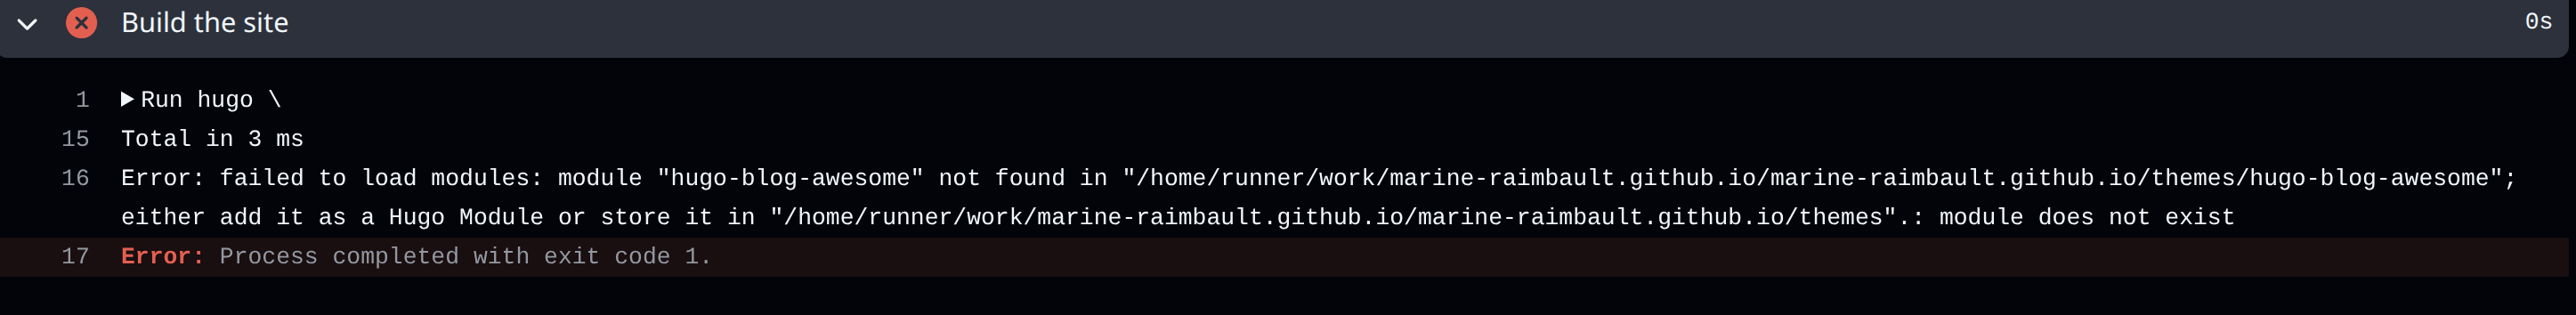 Build the site 0s
1 Run hugo \
15 Total in 3 ms
16 Error: failed to load modules: module "hugo-blog-awesome" not found in "/home/runner/work/marine-raimbault.github.io/marine-raimbault.github.io/themes/hugo-blog-awesome";
either add it as a Hugo Module or store it in "/home/runner/work/marine-raimbault.github.io/marine-raimbault.github.io/themes".: module does not exist
17 Error: Process completed with exit code 1.